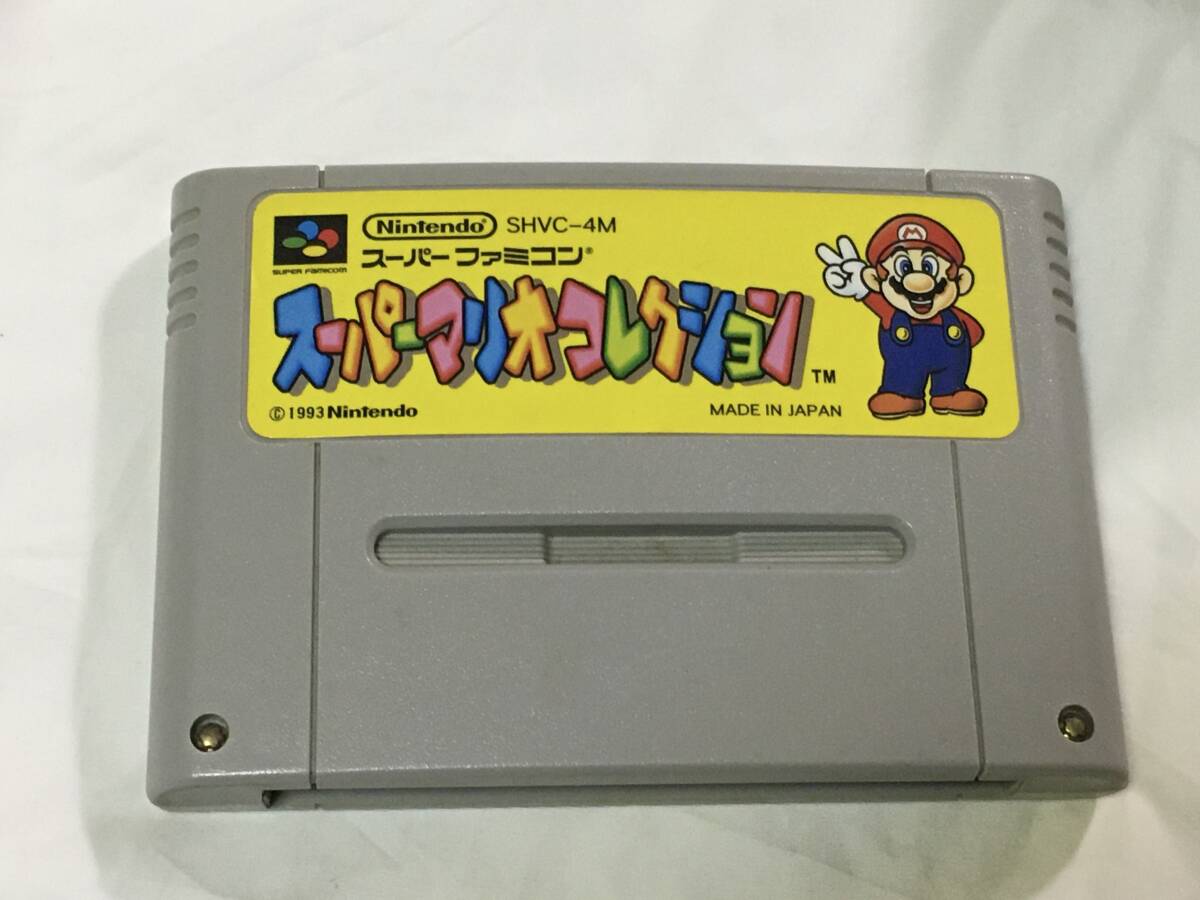 Nintendo® SHVC-4M
SUPER FAMICOM
スーパーファミコン®
スーパーマリオコレクション TM
© 1993 Nintendo
MADE IN JAPAN
M